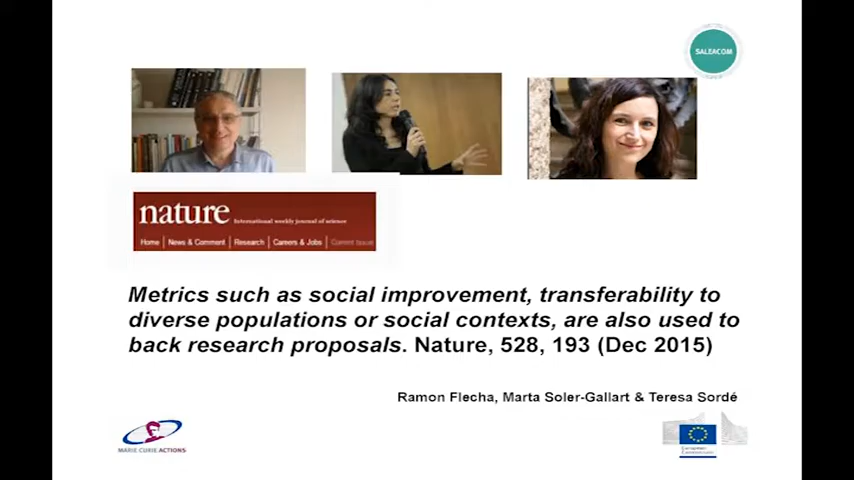 SALEACOM
nature International weekly journal of science
Home News & Comment Research Careers & Jobs Current Issue
Metrics such as social improvement, transferability to
diverse populations or social contexts, are also used to
back research proposals. Nature, 528, 193 (Dec 2015)
Ramon Flecha, Marta Soler-Gallart & Teresa Sordé
MARIE CURIE ACTIONS
European
Commission